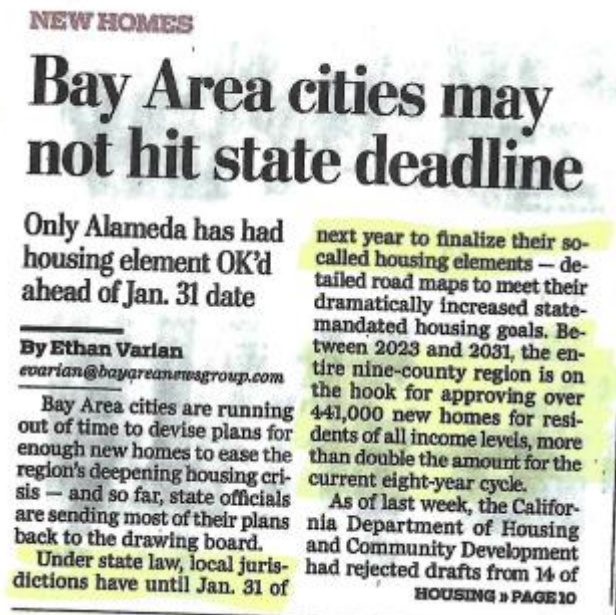 NEW HOMES
Bay Area cities may
not hit state deadline
Only Alameda has had
housing element OK'd
ahead of Jan. 31 date
By Ethan Varian
evarian@bayareanewsgroup.com
Bay Area cities are running
out of time to devise plans for
enough new homes to ease the
region's deepening housing cri-
sis — and so far, state officials
are sending most of their plans
back to the drawing board.
Under state law, local juris-
dictions have until Jan. 31 of
next year to finalize their so-
called housing elements — de-
tailed road maps to meet their
dramatically increased state-
mandated housing goals. Be-
tween 2023 and 2031, the en-
tire nine-county region is on
the hook for approving over
441,000 new homes for resi-
dents of all income levels, more
than double the amount for the
current eight-year cycle.
As of last week, the Califor-
nia Department of Housing
and Community Development
had rejected drafts from 14 of
HOUSING » PAGE 10